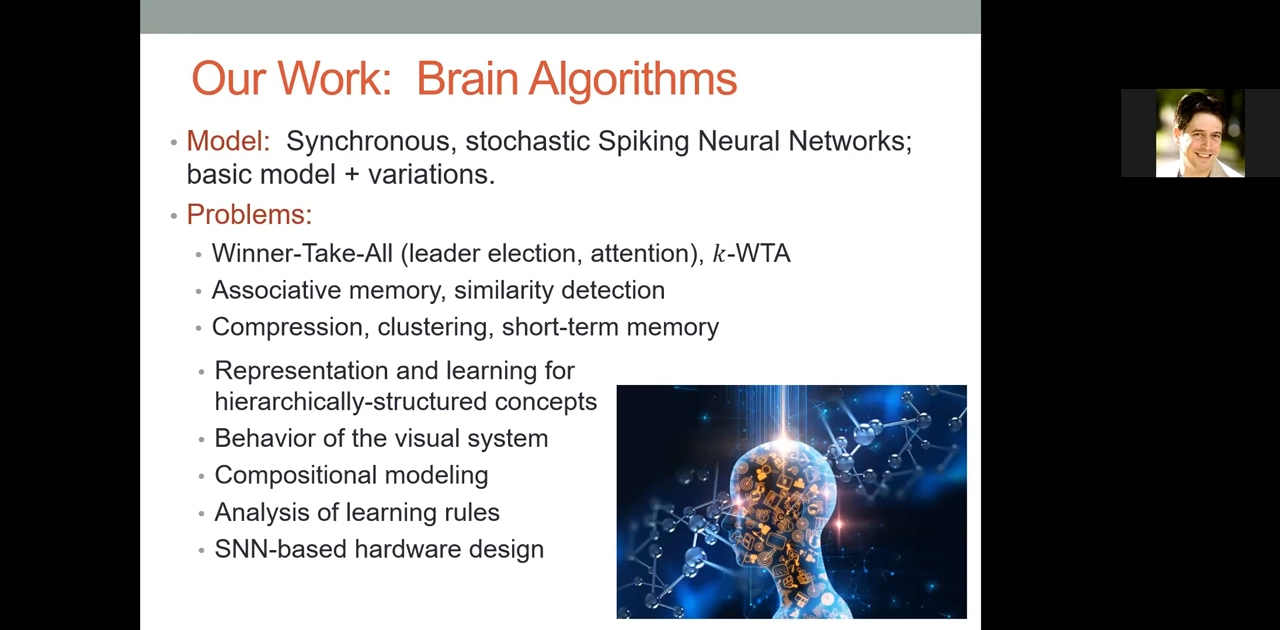 Our Work: Brain Algorithms
• Model: Synchronous, stochastic Spiking Neural Networks;
basic model + variations.
• Problems:
• Winner-Take-All (leader election, attention), k-WTA
• Associative memory, similarity detection
• Compression, clustering, short-term memory
• Representation and learning for
hierarchically-structured concepts
• Behavior of the visual system
• Compositional modeling
• Analysis of learning rules
• SNN-based hardware design